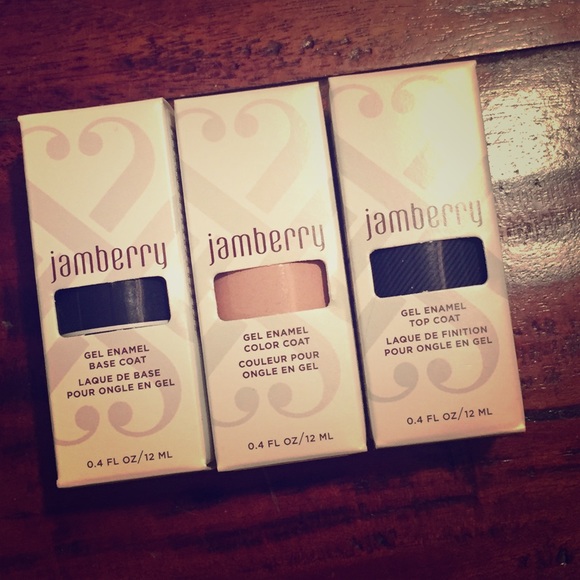 jamberry
GEL ENAMEL
BASE COAT
LAQUE DE BASE
POUR ONGLE EN GEL
0.4 FL OZ/12 ML
jamberry
GEL ENAMEL
COLOR COAT
COULEUR POUR
ONGLE EN GEL
0.4 FL OZ/12 ML
jamberry
GEL ENAMEL
TOP COAT
LAQUE DE FINITION
POUR ONGLE EN GEL
0.4 FL OZ/12 ML